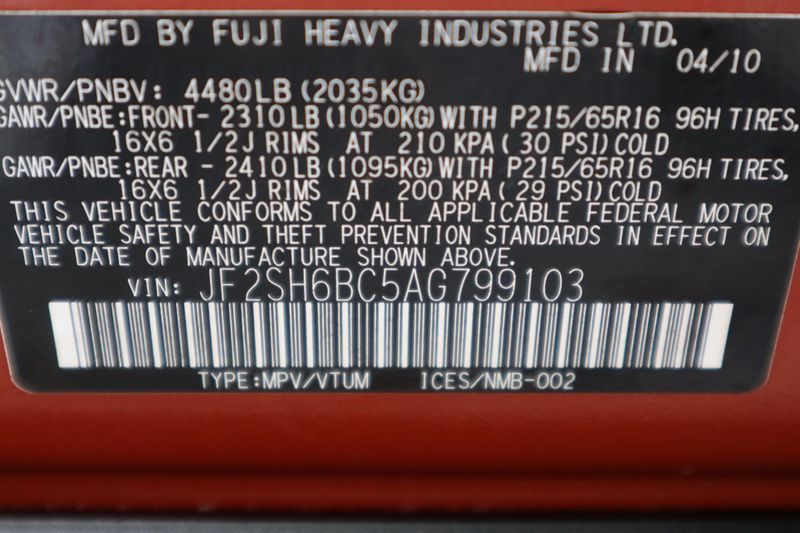 MFD BY FUJI HEAVY INDUSTRIES LTD.
MFD IN 04/10
GVWR/PNBV: 4480LB (2035KG)
GAWR/PNBE:FRONT- 2310 LB (1050KG) WITH P215/65R16 96H TIRES,
16X6 1/2J RIMS AT 210 KPA ( 30 PSI) COLD
GAWR/PNBE:REAR - 2410 LB (1095KG) WITH P215/65R16 96H TIRES,
16X6 1/2J RIMS AT 200 KPA ( 29 PSI) COLD
THIS VEHICLE CONFORMS TO ALL APPLICABLE FEDERAL MOTOR
VEHICLE SAFETY AND THEFT PREVENTION STANDARDS IN EFFECT ON
THE DATE OF MANUFACTURE SHOWN ABOVE.
VIN: JF2SH6BC5AG799103
TYPE:MPV/VTUM ICES/NMB-002